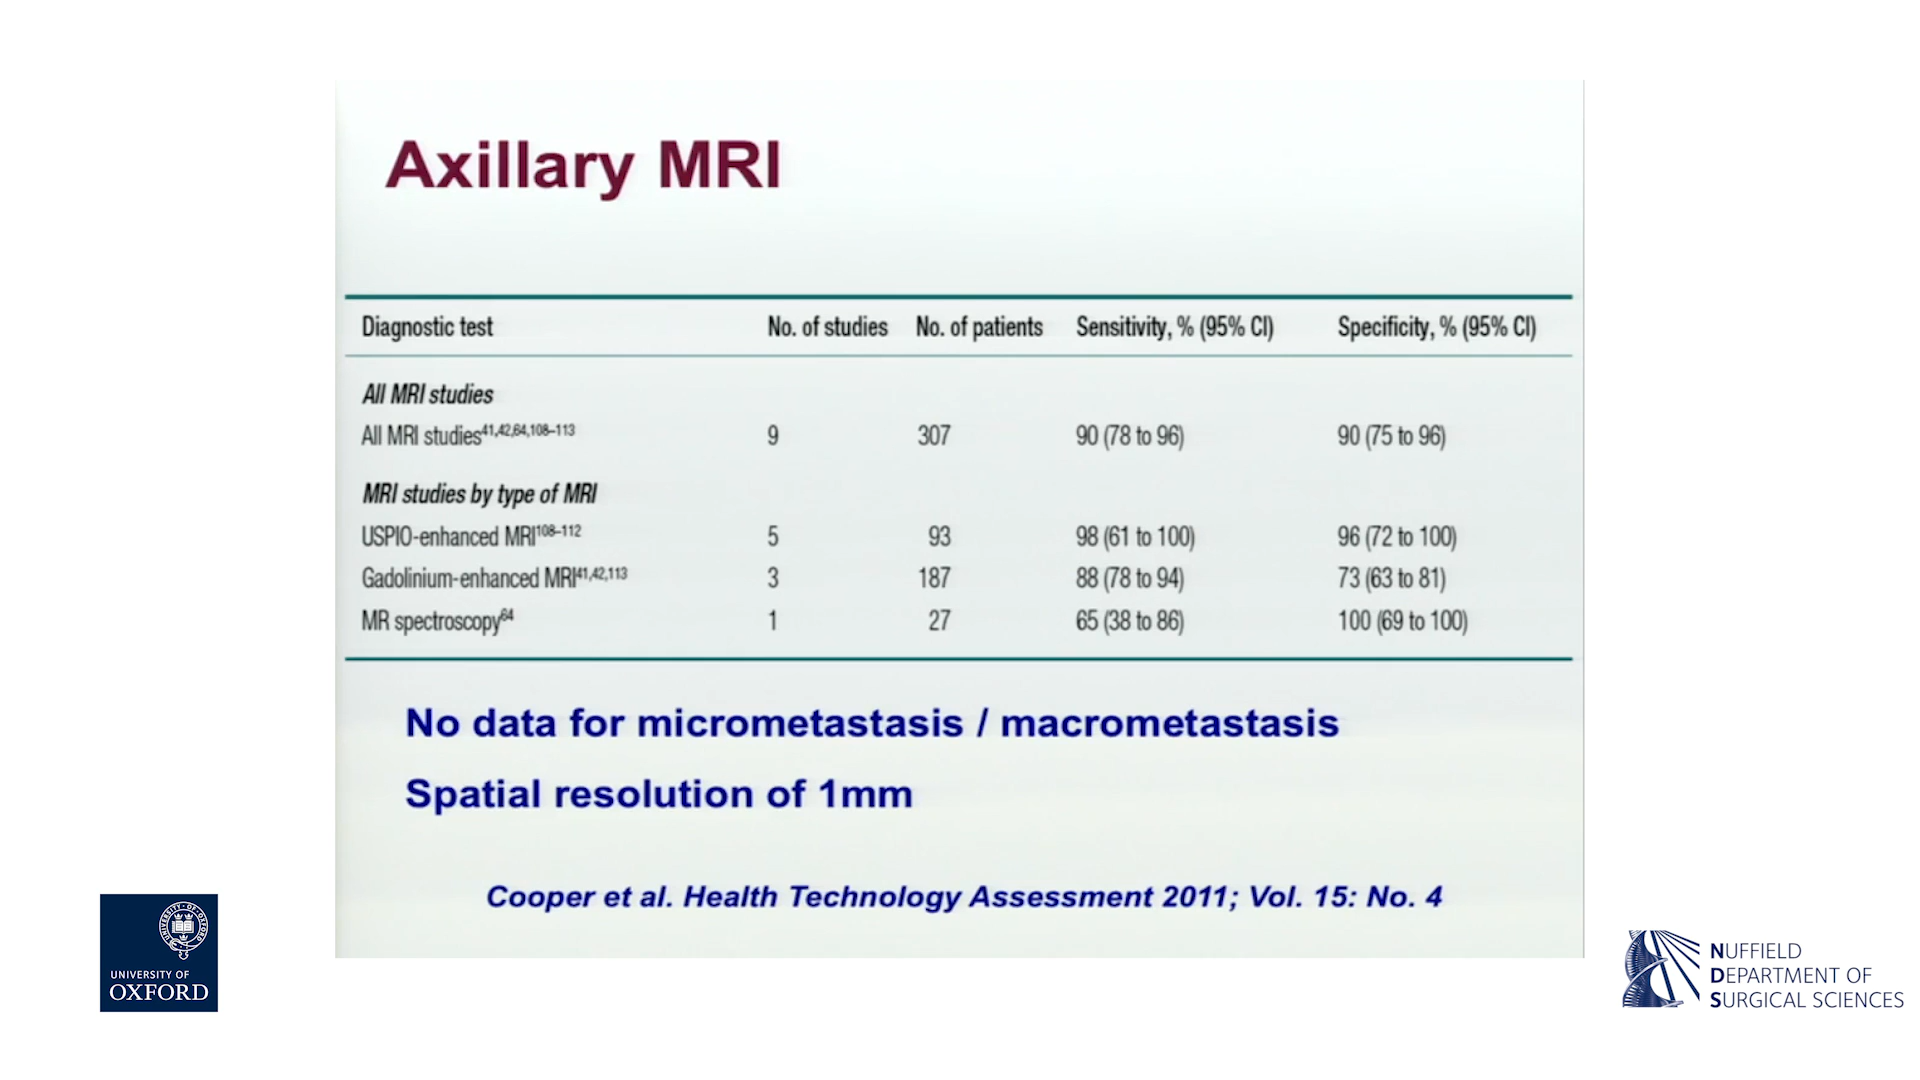 Axillary MRI
Diagnostic test No. of studies No. of patients Sensitivity, % (95% CI) Specificity, % (95% CI)
All MRI studies
All MRI studies41,42,64,108–113 9 307 90 (78 to 96) 90 (75 to 96)
MRI studies by type of MRI
USPIO-enhanced MRI108–112 5 93 98 (61 to 100) 96 (72 to 100)
Gadolinium-enhanced MRI41,42,113 3 187 88 (78 to 94) 73 (63 to 81)
MR spectroscopy64 1 27 65 (38 to 86) 100 (69 to 100)
No data for micrometastasis / macrometastasis
Spatial resolution of 1mm
Cooper et al. Health Technology Assessment 2011; Vol. 15: No. 4
UNIVERSITY OF
OXFORD
NUFFIELD
DEPARTMENT OF
SURGICAL SCIENCES